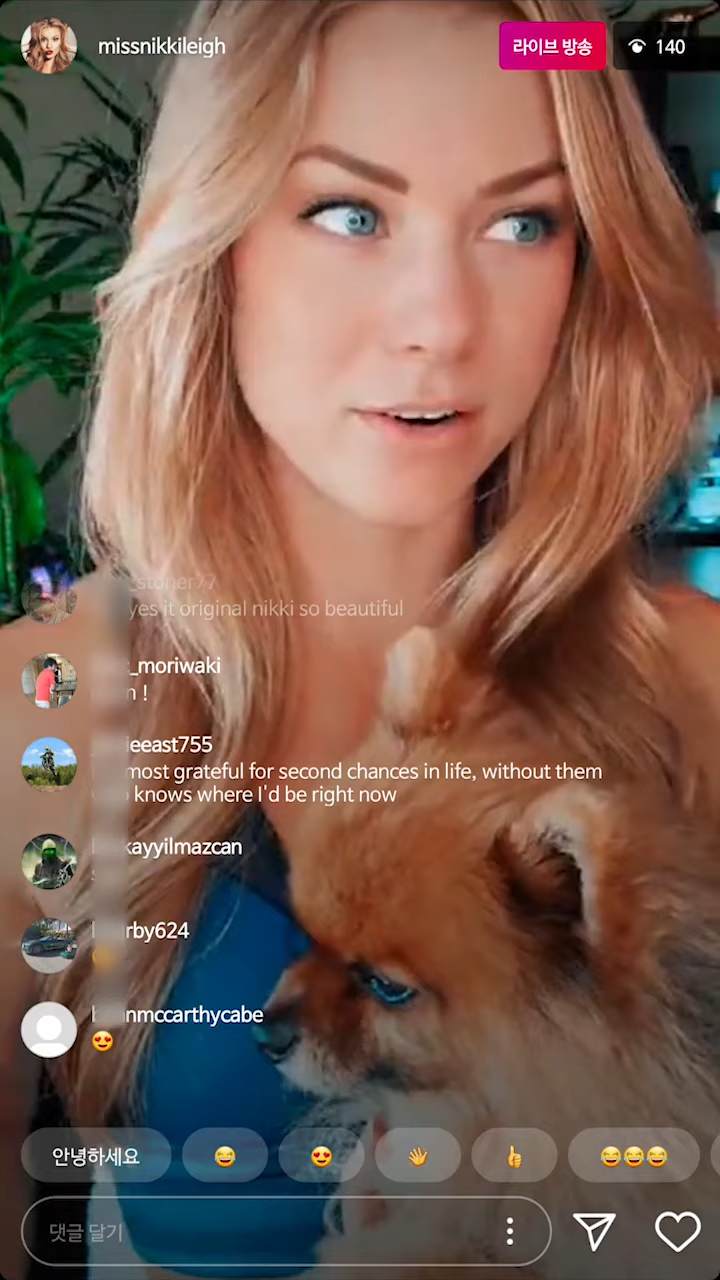 missnikkileigh
라이브 방송
140
yes it original nikki so beautiful
_moriwaki
!
ieeast755
most grateful for second chances in life, without them
knows where I'd be right now
kayyilmazcan
rby624
nmccarthycabe
안녕하세요
댓글 달기